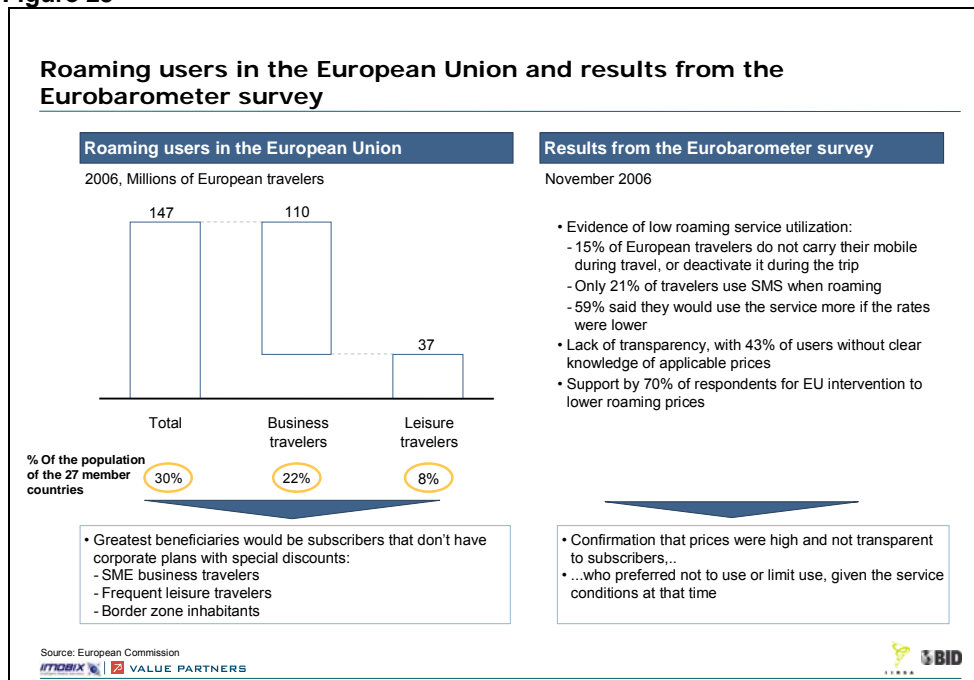 Roaming users in the European Union and results from the
Eurobarometer survey
Roaming users in the European Union
2006, Millions of European travelers
147
110
37
Total
Business
travelers
Leisure
travelers
% Of the population
of the 27 member
countries
30%
22%
8%
• Greatest beneficiaries would be subscribers that don't have
corporate plans with special discounts:
- SME business travelers
- Frequent leisure travelers
- Border zone inhabitants
Results from the Eurobarometer survey
November 2006
• Evidence of low roaming service utilization:
- 15% of European travelers do not carry their mobile
during travel, or deactivate it during the trip
- Only 21% of travelers use SMS when roaming
- 59% said they would use the service more if the rates
were lower
• Lack of transparency, with 43% of users without clear
knowledge of applicable prices
• Support by 70% of respondents for EU intervention to
lower roaming prices
• Confirmation that prices were high and not transparent
to subscribers,..
• ...who preferred not to use or limit use, given the service
conditions at that time
Source: European Commission
imobix
VALUE PARTNERS
BID